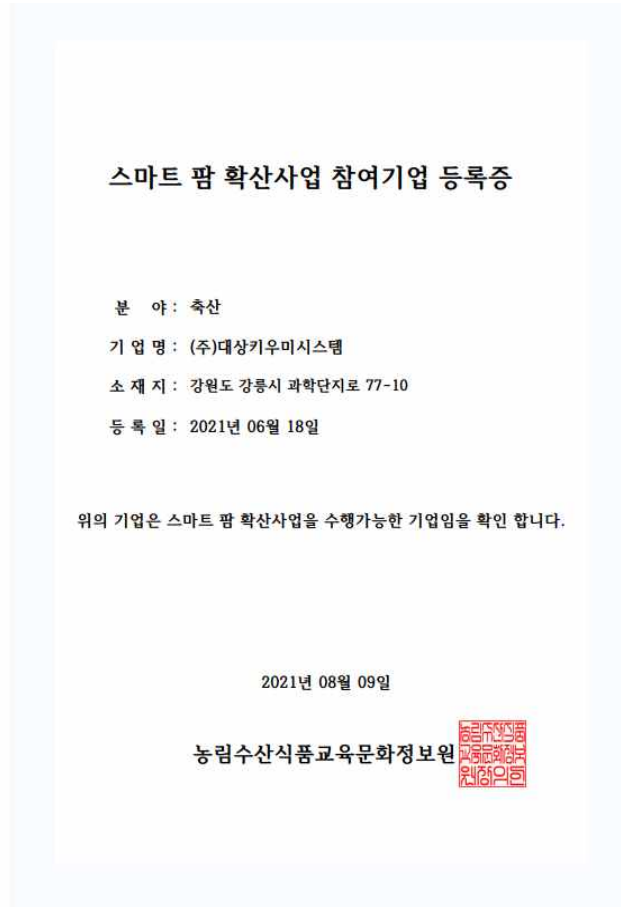 스마트 팜 확산사업 참여기업 등록증
분 야 : 축산
기 업 명 : (주)대상키우미시스템
소 재 지 : 강원도 강릉시 과학단지로 77-10
등 록 일 : 2021년 06월 18일
위의 기업은 스마트 팜 확산사업을 수행가능한 기업임을 확인 합니다.
2021년 08월 09일
농림수산식품교육문화정보원